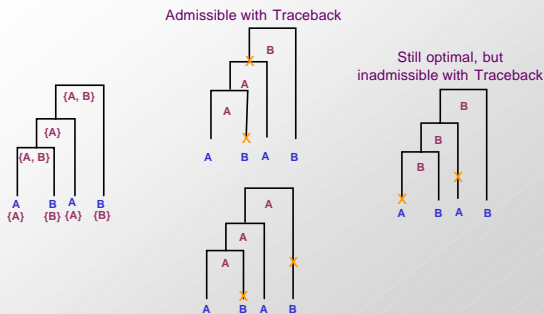 Admissible with Traceback
Still optimal, but
inadmissible with Traceback
{A, B}
{A}
{A, B}
A B A B
{A} {B} {A} {B}
X B
A
A
X
A B A B
A
A
A
X
X
A B A B
B
B
B
X
X
A B A B